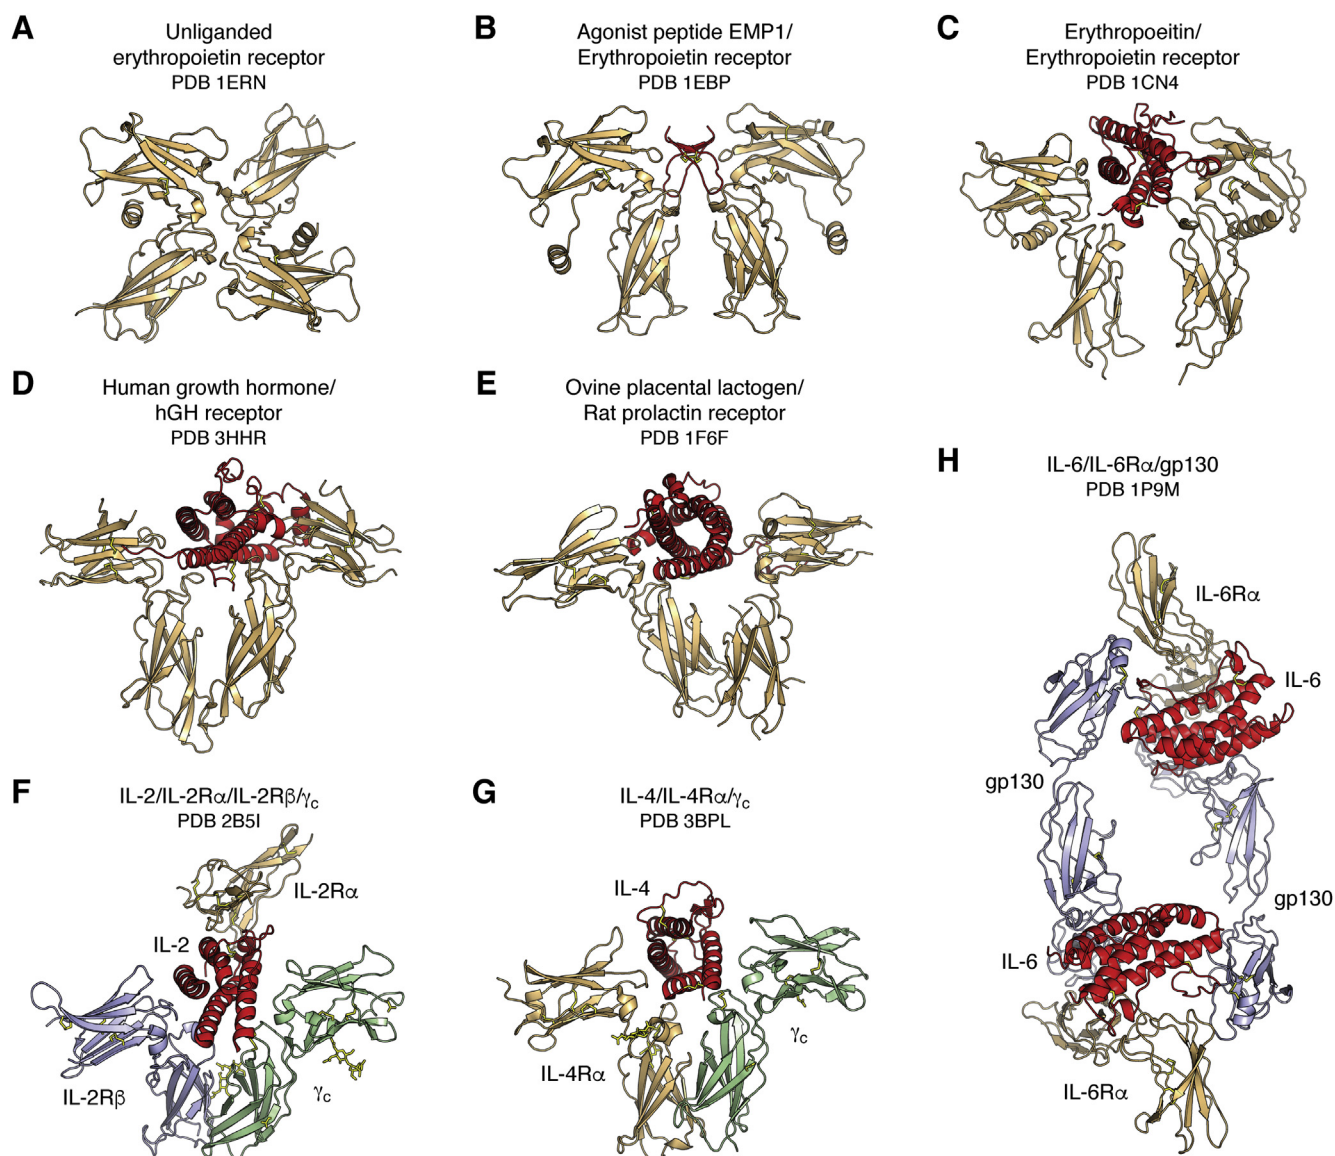 A
Unliganded
erythropoietin receptor
PDB 1ERN
B
Agonist peptide EMP1/
Erythropoietin receptor
PDB 1EBP
C
Erythropoeitin/
Erythropoietin receptor
PDB 1CN4
D
Human growth hormone/
hGH receptor
PDB 3HHR
E
Ovine placental lactogen/
Rat prolactin receptor
PDB 1F6F
H
IL-6/IL-6Rα/gp130
PDB 1P9M
IL-6Rα
IL-6
gp130
gp130
IL-6
IL-6Rα
F
IL-2/IL-2Rα/IL-2Rβ/γc
PDB 2B5I
IL-2Rα
IL-2
IL-2Rβ
γc
G
IL-4/IL-4Rα/γc
PDB 3BPL
IL-4
IL-4Rα
γc